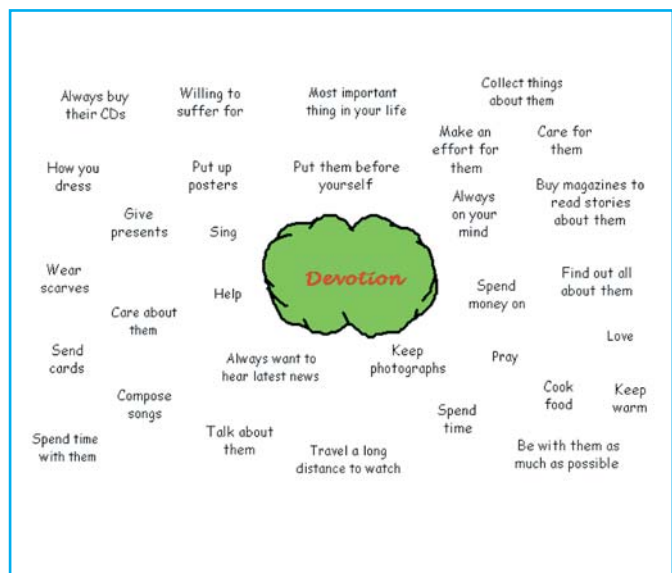 Collect things
about them
Always buy
their CDs
Willing to
suffer for
Most important
thing in your life
Make an
effort for
them
Care for
them
How you
dress
Put up
posters
Put them before
yourself
Always
on your
mind
Buy magazines to
read stories
about them
Give
presents
Sing
Devotion
Wear
scarves
Help
Spend
money on
Find out all
about them
Care about
them
Love
Send
cards
Always want to
hear latest news
Keep
photographs
Pray
Compose
songs
Cook
food
Keep
warm
Spend
time
Spend time
with them
Talk about
them
Travel a long
distance to watch
Be with them as
much as possible